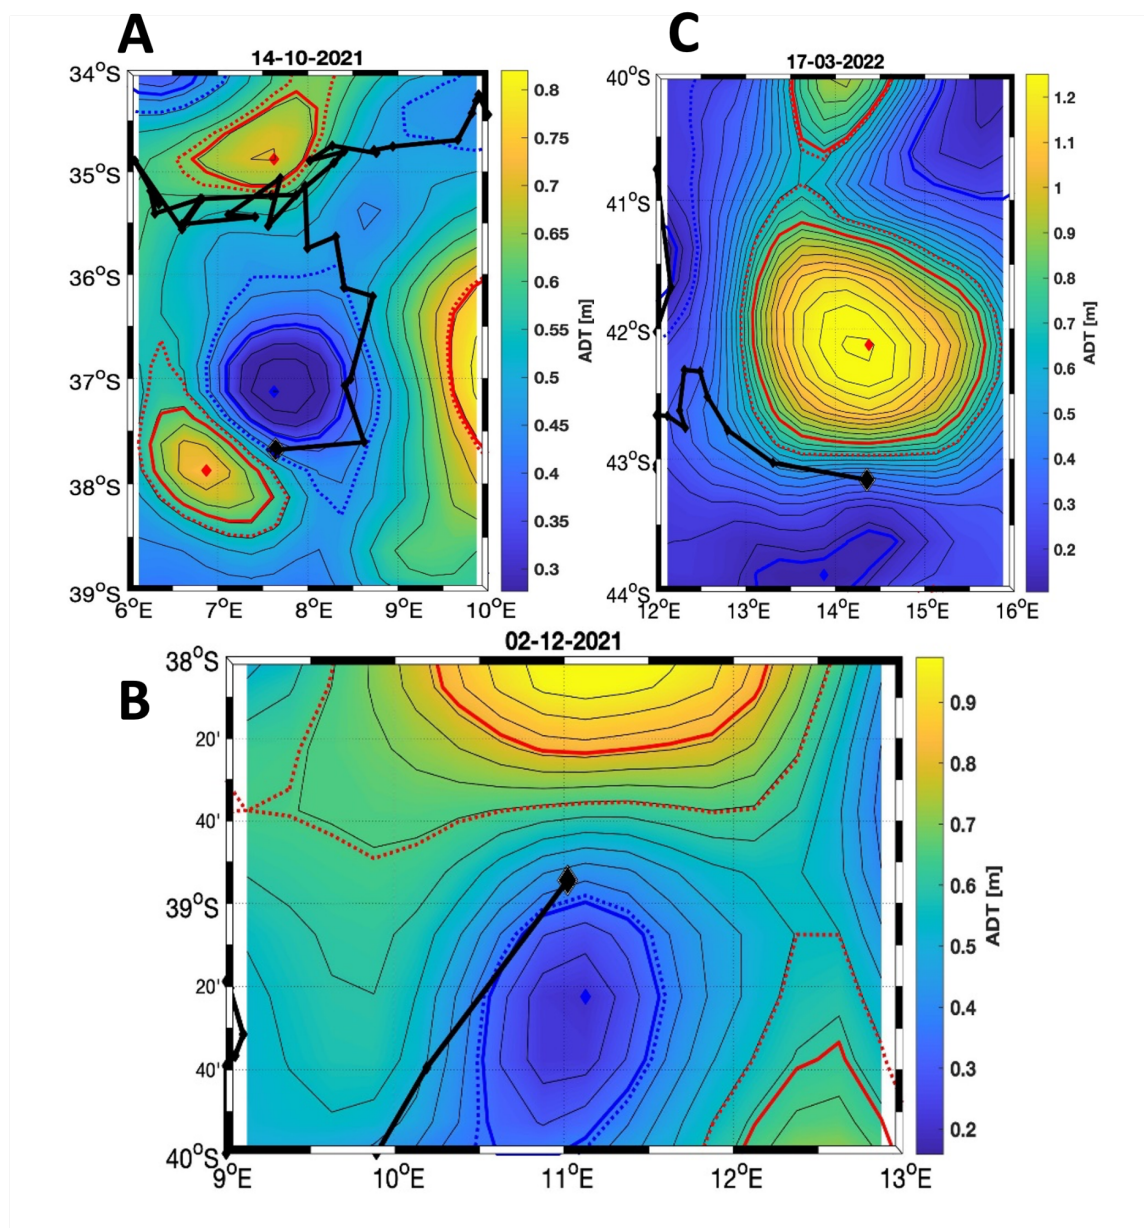 A
14-10-2021
34°S
35°S
36°S
37°S
38°S
39°S
6°E
7°E
8°E
9°E
10°E
0.8
0.75
0.7
0.65
0.6
0.55
0.5
0.45
0.4
0.35
0.3
ADT [m]
C
17-03-2022
40°S
41°S
42°S
43°S
44°S
12°E
13°E
14°E
15°E
16°E
1.2
1.1
1
0.9
0.8
0.7
0.6
0.5
0.4
0.3
0.2
ADT [m]
B
02-12-2021
38°S
20'
40'
39°S
20'
40'
40°S
9°E
10°E
11°E
12°E
13°E
0.9
0.8
0.7
0.6
0.5
0.4
0.3
0.2
ADT [m]